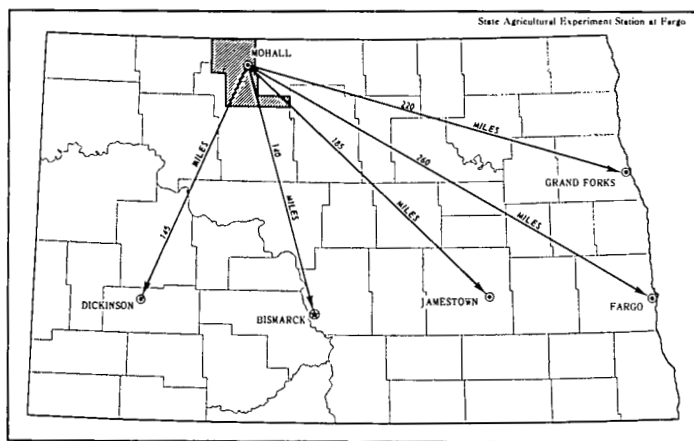 State Agricultural Experiment Station at Fargo
MOHALL
220
MILES
GRAND FORKS
260
MILES
FARGO
185
MILES
JAMESTOWN
140
MILES
BISMARCK
MILES
145
DICKINSON